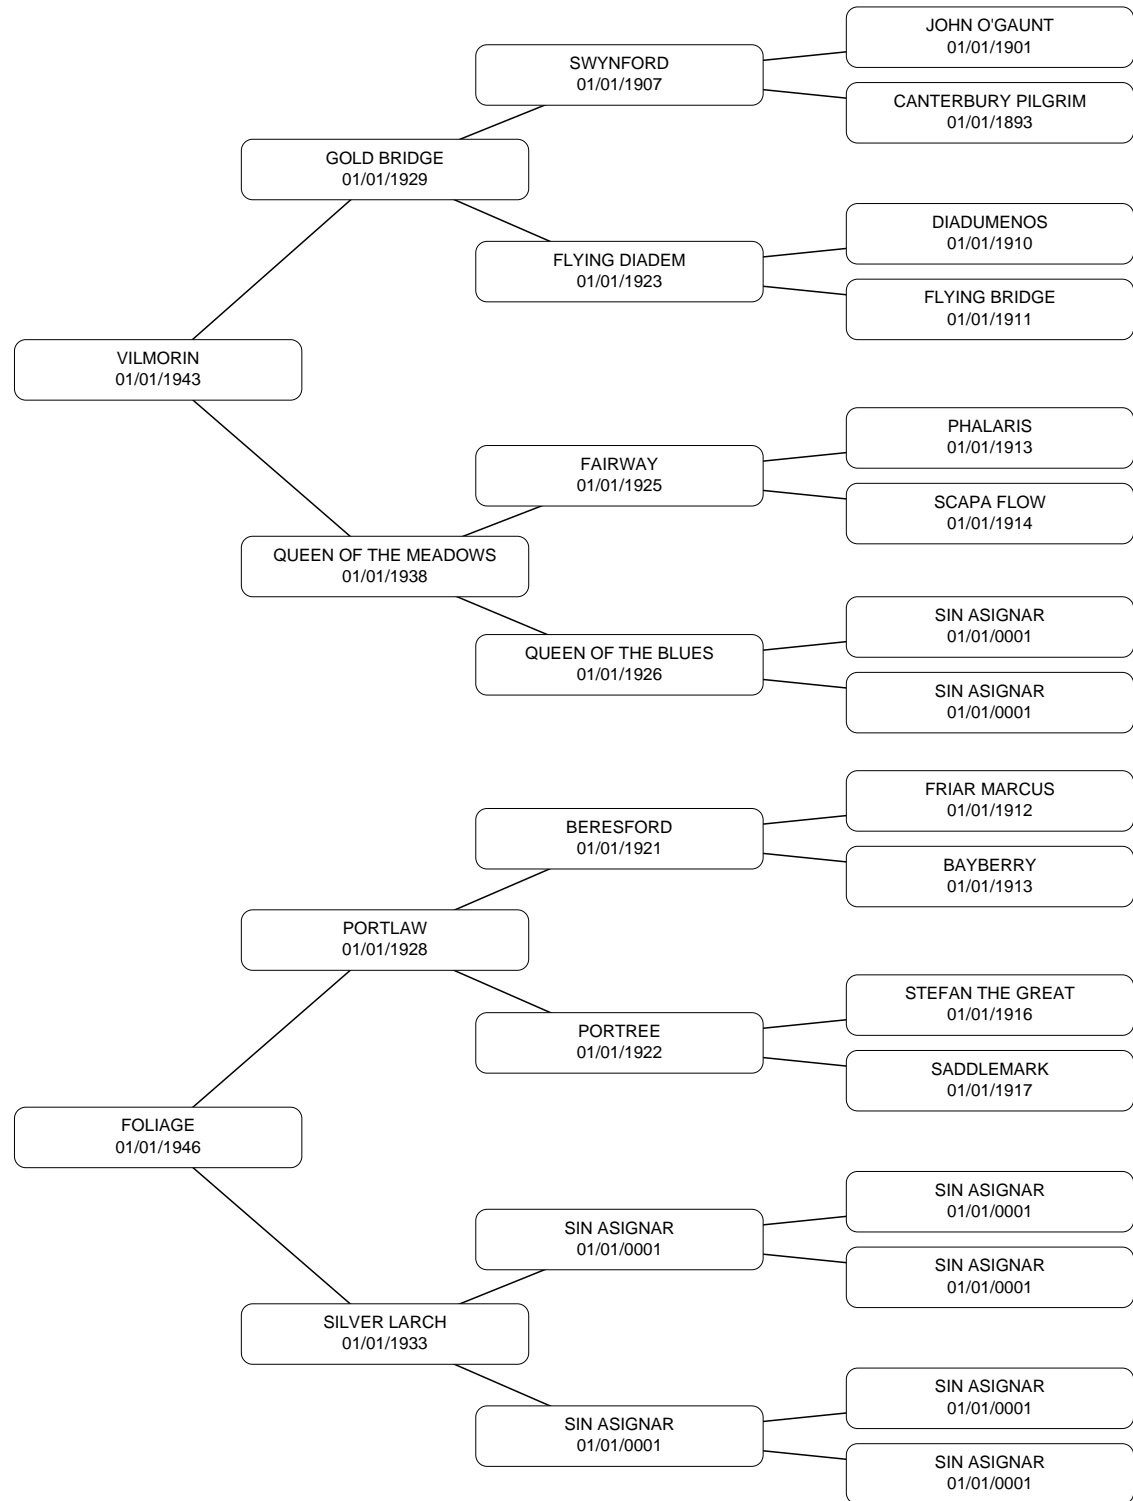 JOHN O'GAUNT
01/01/1901
SWYNFORD
01/01/1907
CANTERBURY PILGRIM
01/01/1893
GOLD BRIDGE
01/01/1929
DIADUMENOS
01/01/1910
FLYING DIADEM
01/01/1923
FLYING BRIDGE
01/01/1911
VILMORIN
01/01/1943
PHALARIS
01/01/1913
FAIRWAY
01/01/1925
SCAPA FLOW
01/01/1914
QUEEN OF THE MEADOWS
01/01/1938
SIN ASIGNAR
01/01/0001
QUEEN OF THE BLUES
01/01/1926
SIN ASIGNAR
01/01/0001
FRIAR MARCUS
01/01/1912
BERESFORD
01/01/1921
BAYBERRY
01/01/1913
PORTLAW
01/01/1928
STEFAN THE GREAT
01/01/1916
PORTREE
01/01/1922
SADDLEMARK
01/01/1917
FOLIAGE
01/01/1946
SIN ASIGNAR
01/01/0001
SIN ASIGNAR
01/01/0001
SIN ASIGNAR
01/01/0001
SILVER LARCH
01/01/1933
SIN ASIGNAR
01/01/0001
SIN ASIGNAR
01/01/0001
SIN ASIGNAR
01/01/0001